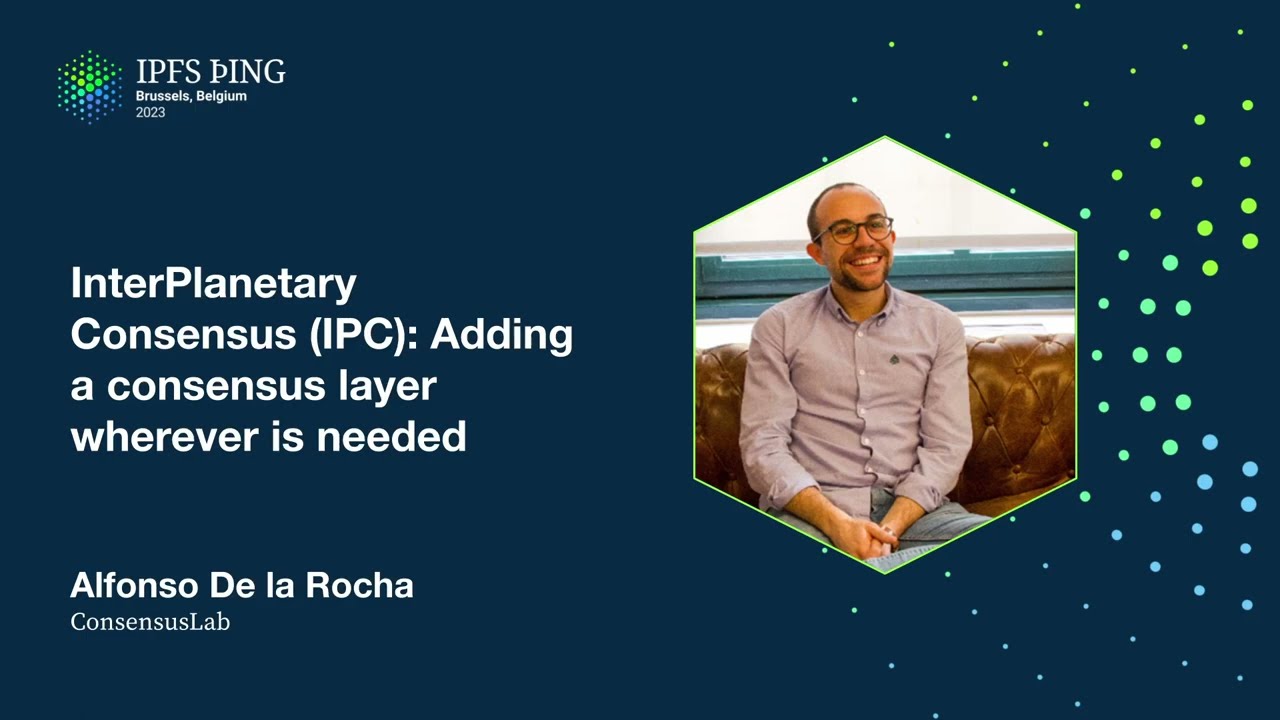 IPFS ÞING
Brussels, Belgium
2023
InterPlanetary
Consensus (IPC): Adding
a consensus layer
wherever is needed
Alfonso De la Rocha
ConsensusLab